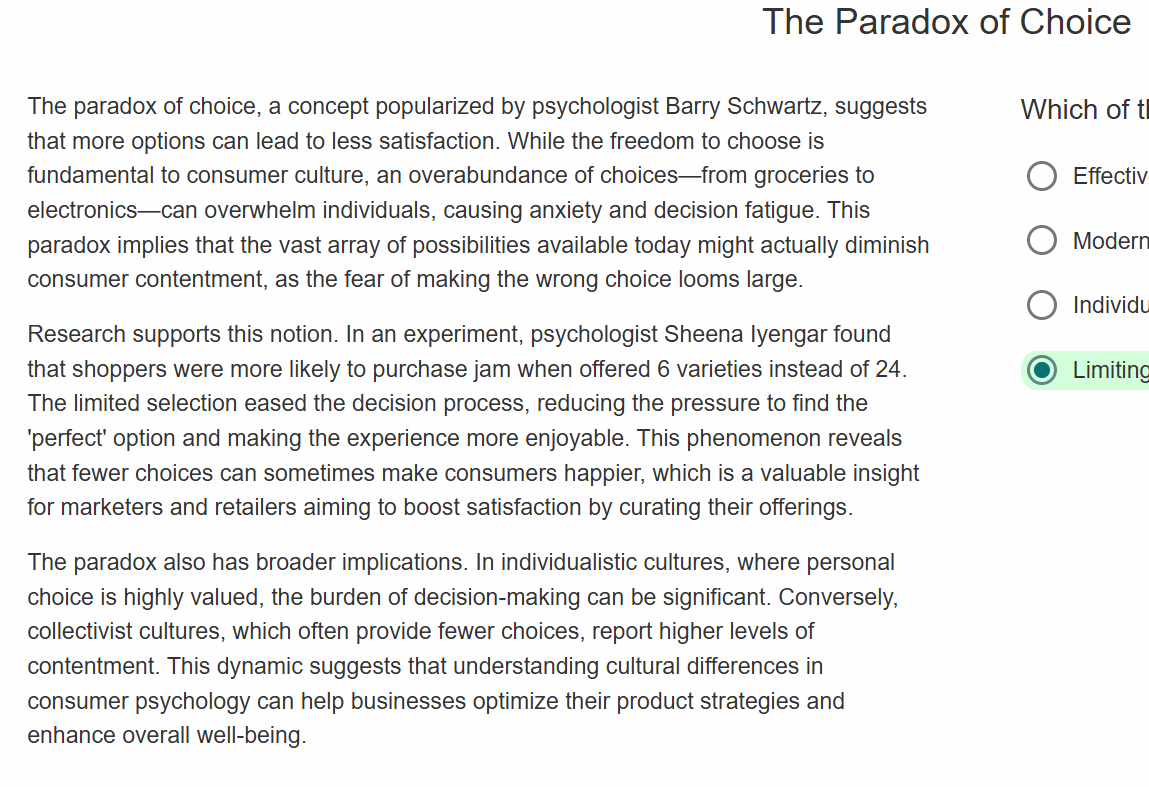 The Paradox of Choice
The paradox of choice, a concept popularized by psychologist Barry Schwartz, suggests
that more options can lead to less satisfaction. While the freedom to choose is
fundamental to consumer culture, an overabundance of choices—from groceries to
electronics—can overwhelm individuals, causing anxiety and decision fatigue. This
paradox implies that the vast array of possibilities available today might actually diminish
consumer contentment, as the fear of making the wrong choice looms large.
Research supports this notion. In an experiment, psychologist Sheena Iyengar found
that shoppers were more likely to purchase jam when offered 6 varieties instead of 24.
The limited selection eased the decision process, reducing the pressure to find the
'perfect' option and making the experience more enjoyable. This phenomenon reveals
that fewer choices can sometimes make consumers happier, which is a valuable insight
for marketers and retailers aiming to boost satisfaction by curating their offerings.
The paradox also has broader implications. In individualistic cultures, where personal
choice is highly valued, the burden of decision-making can be significant. Conversely,
collectivist cultures, which often provide fewer choices, report higher levels of
contentment. This dynamic suggests that understanding cultural differences in
consumer psychology can help businesses optimize their product strategies and
enhance overall well-being.
Which of
Limiting